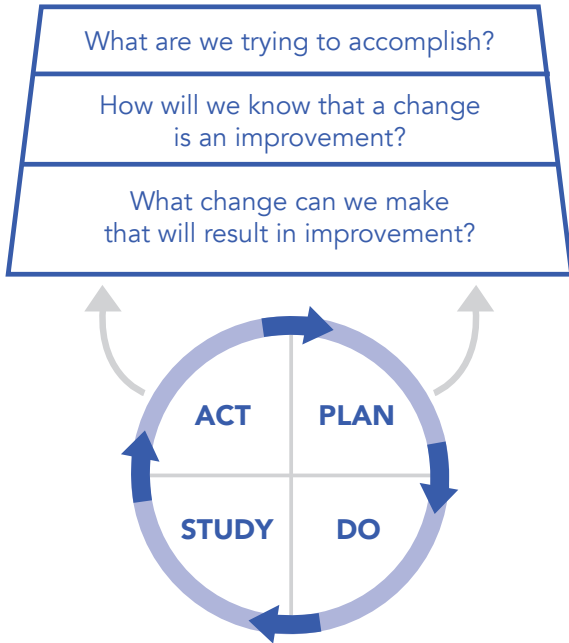 What are we trying to accomplish?
How will we know that a change
is an improvement?
What change can we make
that will result in improvement?
ACT
PLAN
STUDY
DO